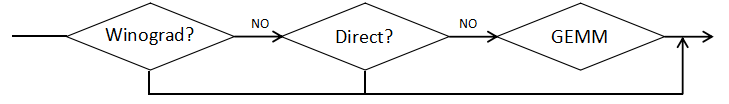 Winograd?
NO
Direct?
NO
GEMM